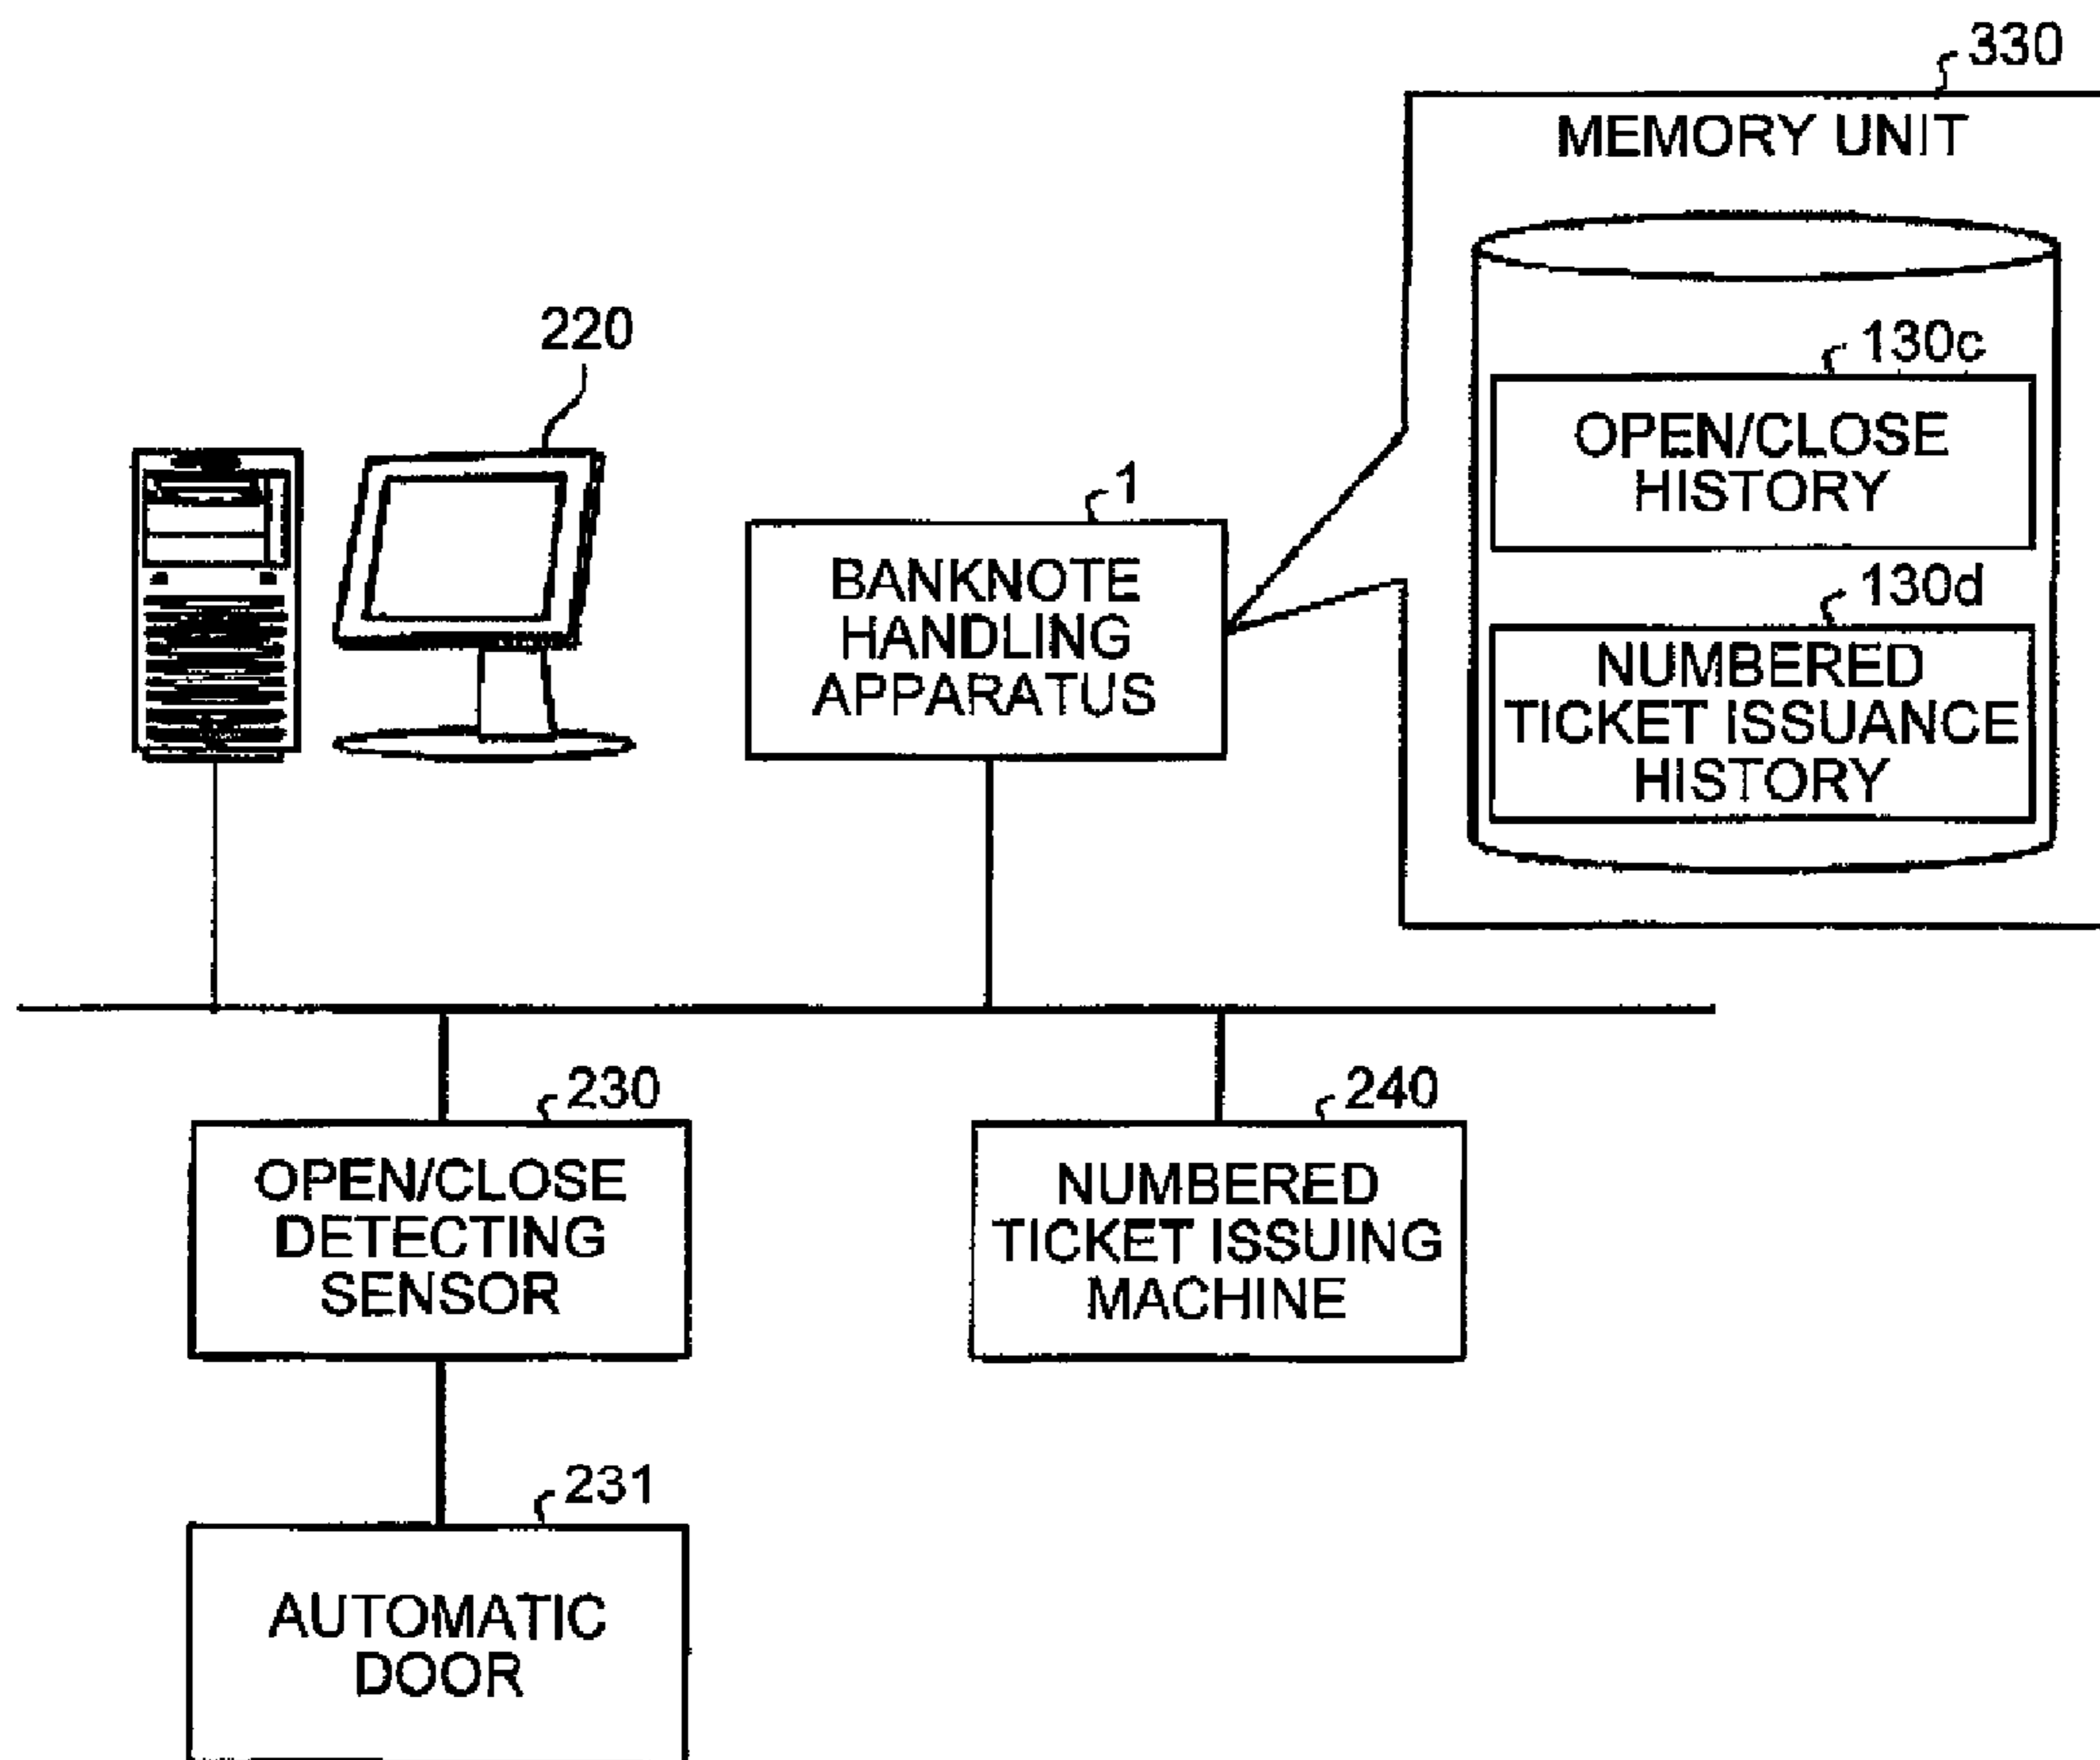 330
MEMORY UNIT
220
130c
OPEN/CLOSE
HISTORY
1
BANKNOTE
HANDLING
APPARATUS
130d
NUMBERED
TICKET ISSUANCE
HISTORY
230
OPEN/CLOSE
DETECTING
SENSOR
240
NUMBERED
TICKET ISSUING
MACHINE
231
AUTOMATIC
DOOR